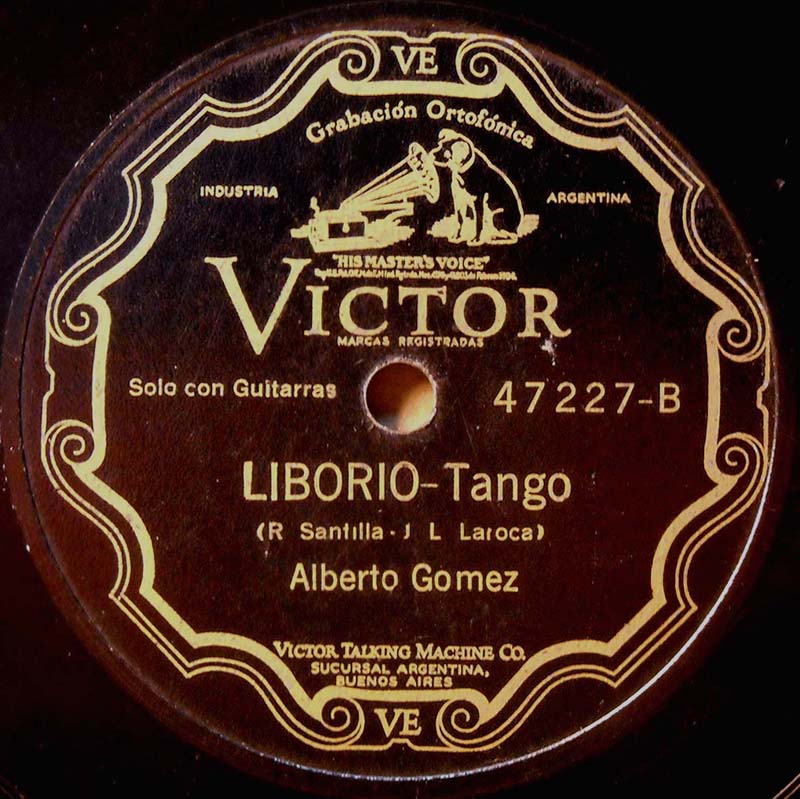 VE
Grabación Ortofónica
INDUSTRIA
ARGENTINA
"HIS MASTER'S VOICE"
VICTOR
MARCAS REGISTRADAS
Solo con Guitarras
47227-B
LIBORIO-Tango
(R Santilla - J L Laroca)
Alberto Gomez
VICTOR TALKING MACHINE CO.
SUCURSAL ARGENTINA,
BUENOS AIRES
VE